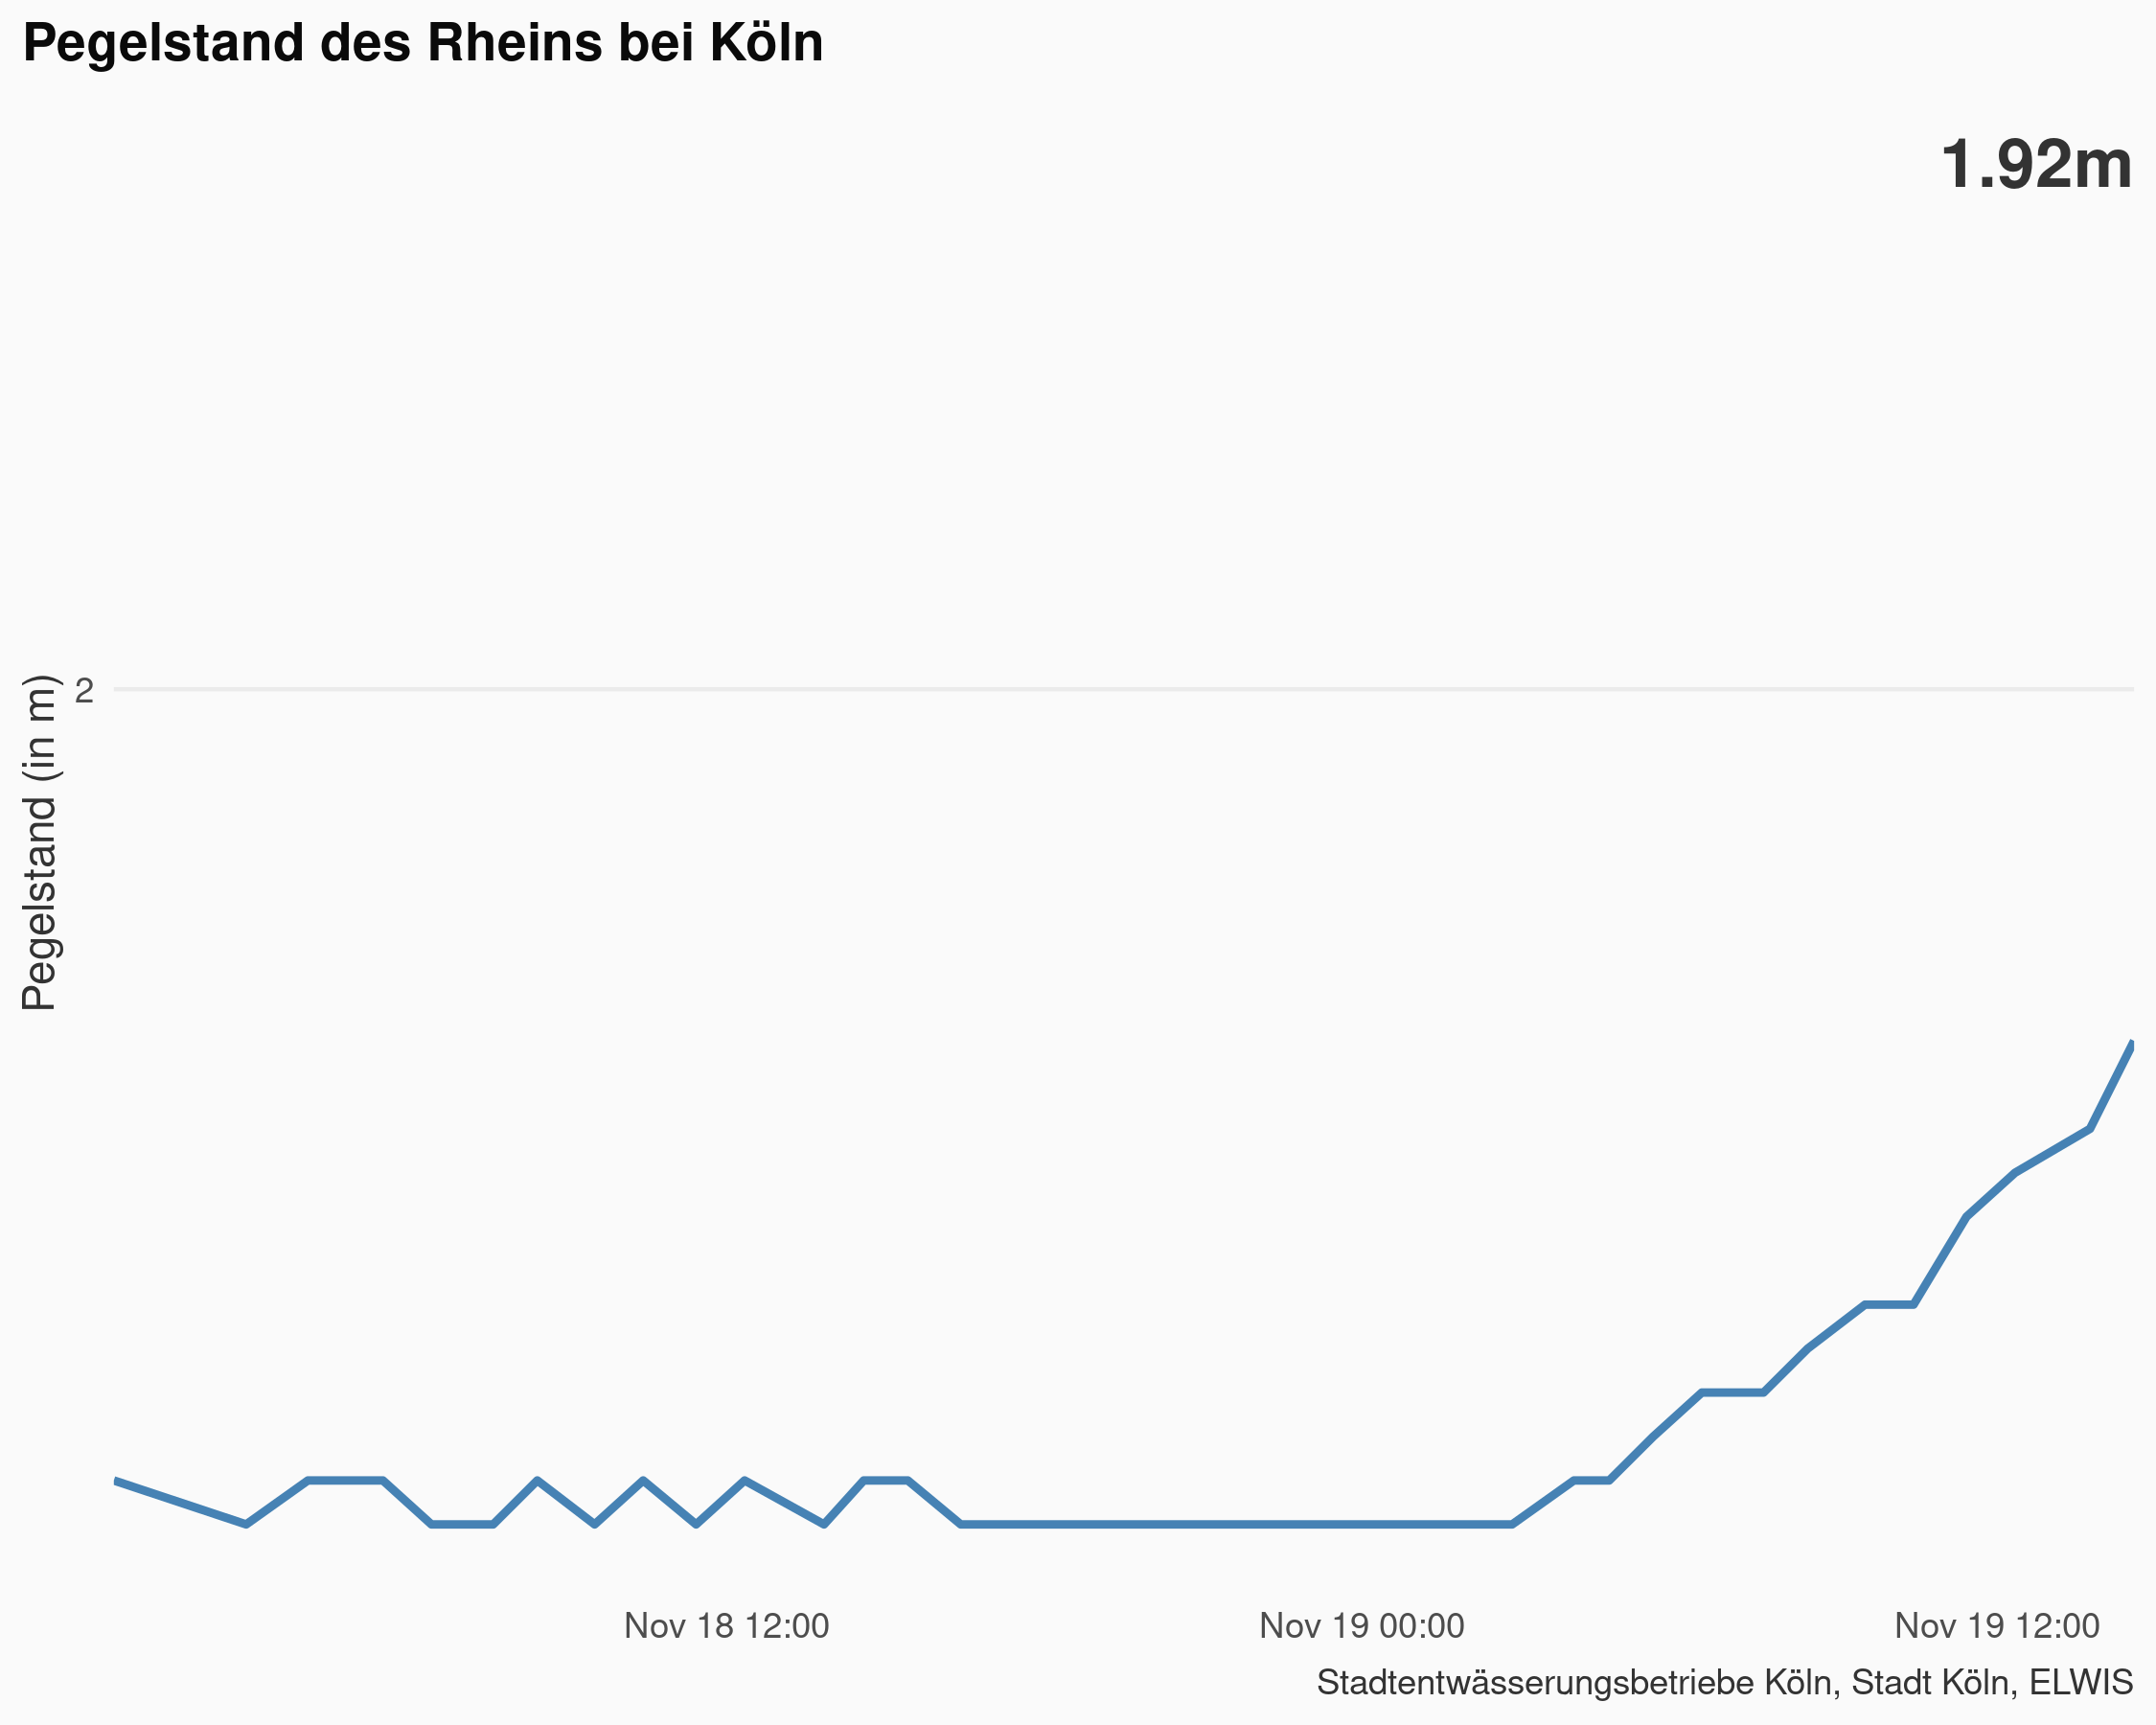 Pegelstand des Rheins bei Köln
1.92m
Pegelstand (in m)
2
Nov 18 12:00
Nov 19 00:00
Nov 19 12:00
Stadtentwässerungsbetriebe Köln, Stadt Köln, ELWIS